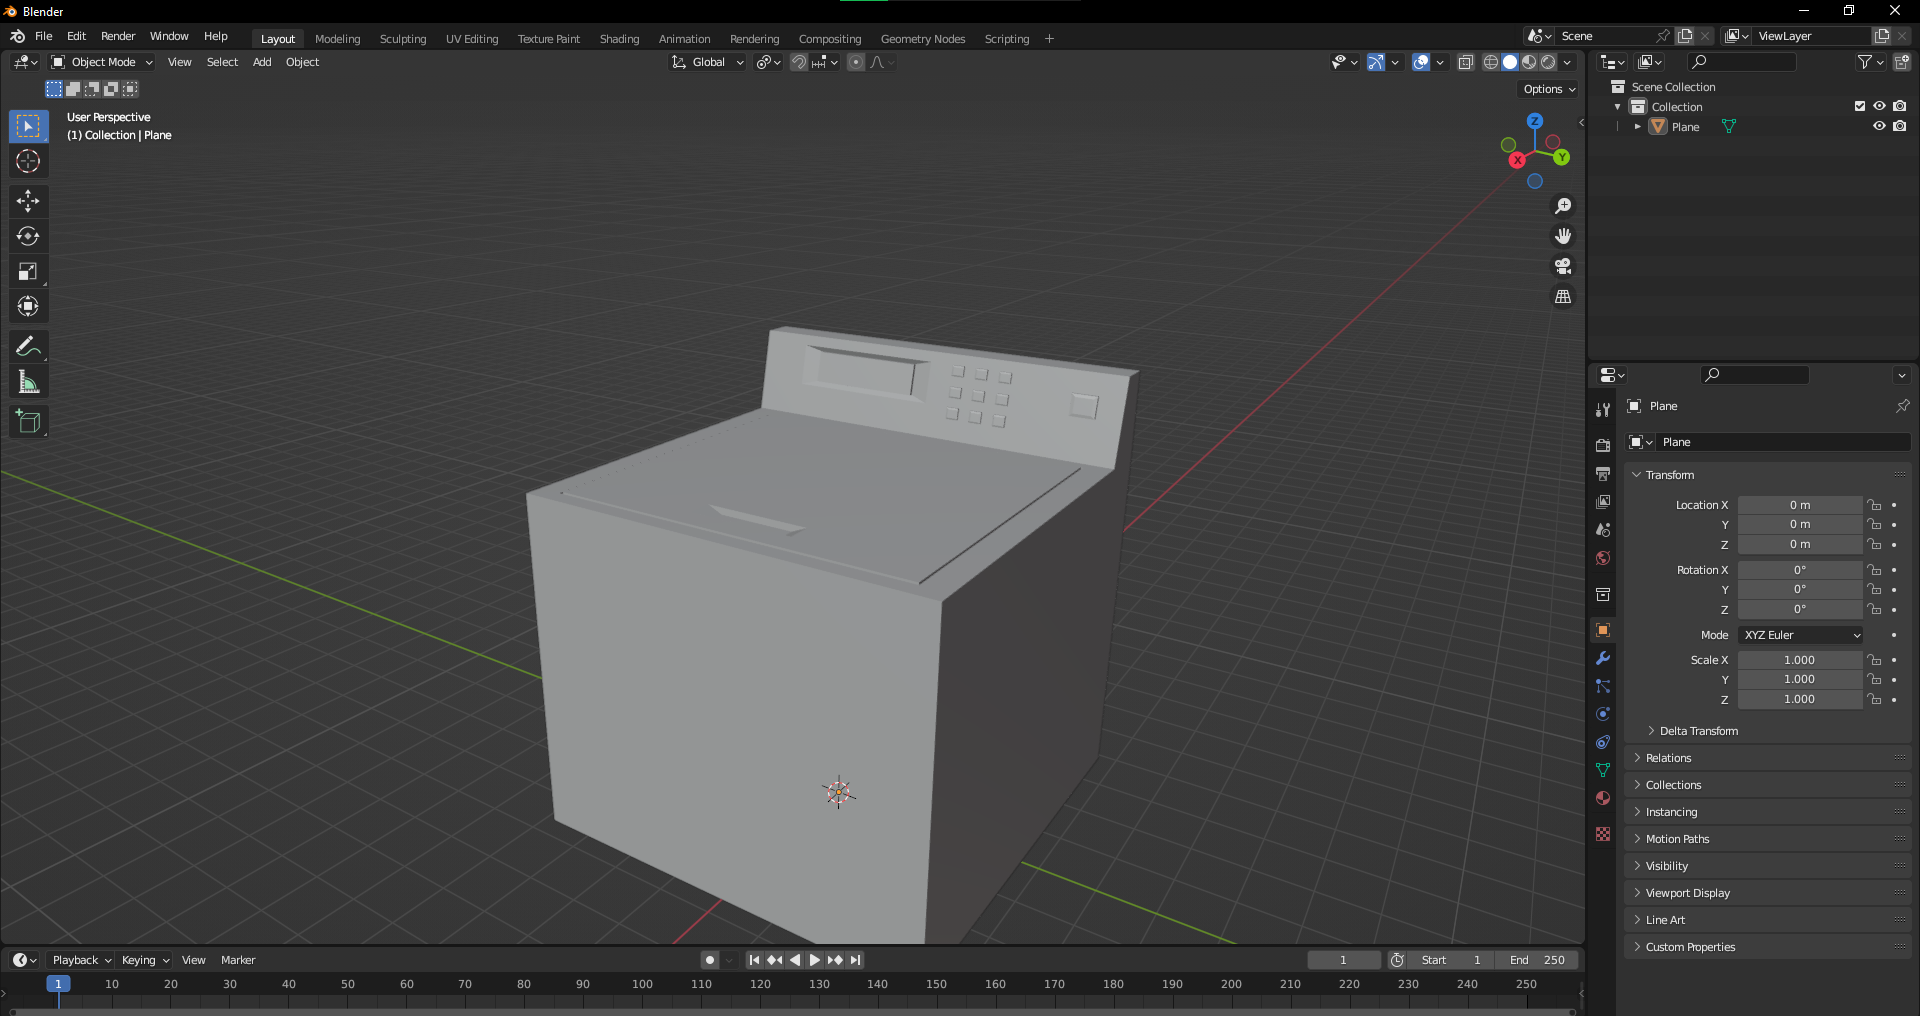 Blender
File Edit Render Window Help Layout Modeling Sculpting UV Editing Texture Paint Shading Animation Rendering Compositing Geometry Nodes Scripting + Scene ViewLayer
Object Mode View Select Add Object Global
Options
User Perspective
(1) Collection | Plane
Z
Y
X
Scene Collection
Collection
Plane
Plane
Plane
Transform
Location X 0 m
Y 0 m
Z 0 m
Rotation X 0°
Y 0°
Z 0°
Mode XYZ Euler
Scale X 1.000
Y 1.000
Z 1.000
Delta Transform
Relations
Collections
Instancing
Motion Paths
Visibility
Viewport Display
Line Art
Custom Properties
Playback Keying View Marker 1 Start 1 End 250
1 10 20 30 40 50 60 70 80 90 100 110 120 130 140 150 160 170 180 190 200 210 220 230 240 250